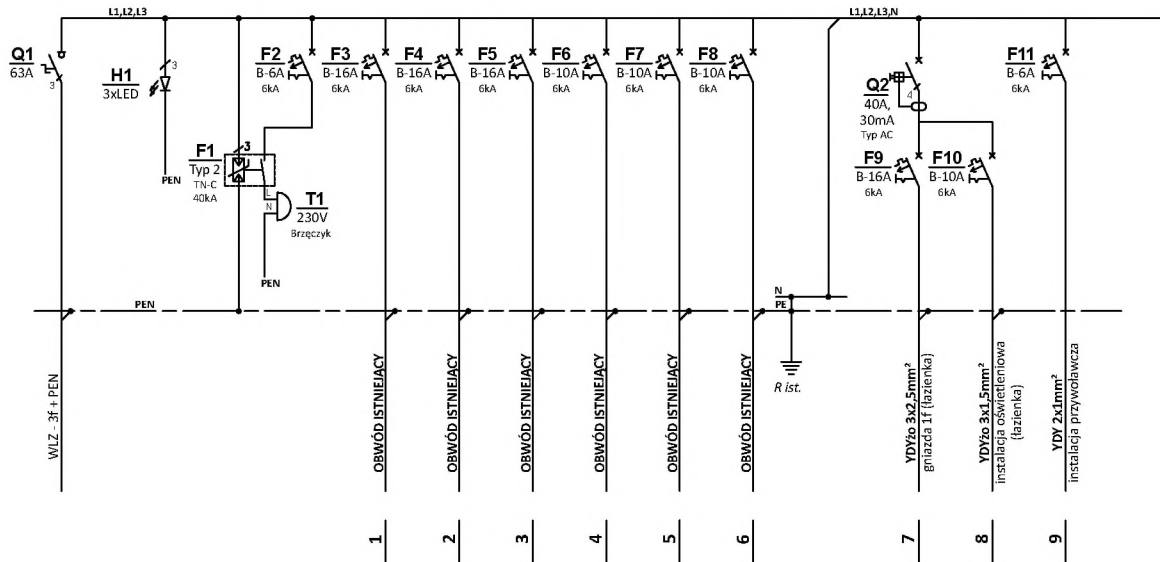 L1,L2,L3
L1,L2,L3,N
Q1
63A
3
3
H1
3xLED
PEN
F1
Typ 2
TN-C
40kA
3
L
N
T1
230V
Brzęczyk
PEN
F2
B-6A
6kA
F3
B-16A
6kA
F4
B-16A
6kA
F5
B-16A
6kA
F6
B-10A
6kA
F7
B-10A
6kA
F8
B-10A
6kA
Q2
40A,
30mA
Typ AC
4
F9
B-16A
6kA
F10
B-10A
6kA
F11
B-6A
6kA
PEN
N
PE
R ist.
WLZ - 3f + PEN
OBWÓD ISTNIEJĄCY
OBWÓD ISTNIEJĄCY
OBWÓD ISTNIEJĄCY
OBWÓD ISTNIEJĄCY
OBWÓD ISTNIEJĄCY
OBWÓD ISTNIEJĄCY
YDYżo 3x2,5mm²
gniazda 1f (łazienka)
YDYżo 3x1,5mm²
instalacja oświetleniowa
(łazienka)
YDY 2x1mm²
instalacja przywoławcza
1
2
3
4
5
6
7
8
9